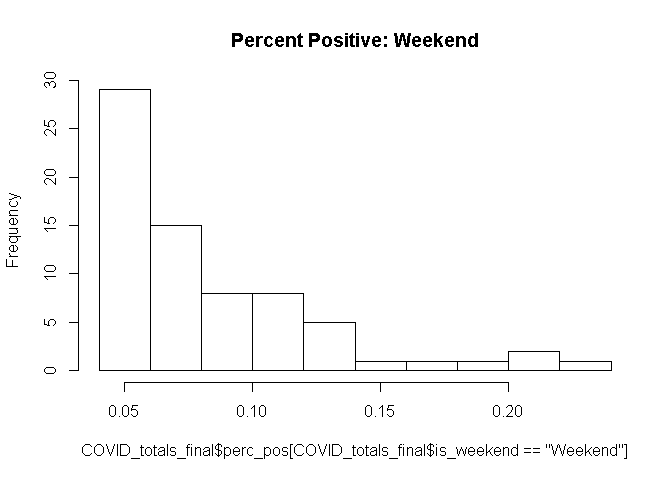 Percent Positive: Weekend
Frequency
30
25
20
15
10
5
0
0.05 0.10 0.15 0.20
COVID_totals_final$perc_pos[COVID_totals_final$is_weekend == "Weekend"]